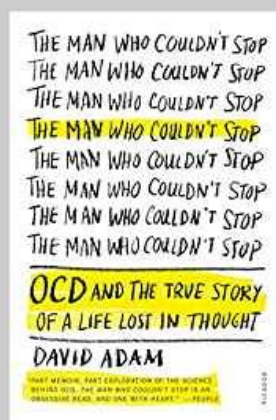 THE MAN WHO COULDN'T STOP
THE MAN WHO COULDN'T STOP
THE MAN WHO COULDN'T STOP
THE MAN WHO COULDN'T STOP
THE MAN WHO COULDN'T STOP
THE MAN WHO COULDN'T STOP
THE MAN WHO COULDN'T STOP
THE MAN WHO COULDN'T STOP
OCD AND THE TRUE STORY
OF A LIFE LOST IN THOUGHT
DAVID ADAM
"PART MEMOIR, PART EXPLORATION OF THE SCIENCE
BEHIND OCD, THE MAN WHO COULDN'T STOP IS AN
OBSESSIVE READ, AND ONE WITH HEART." —PEOPLE
PICADOR